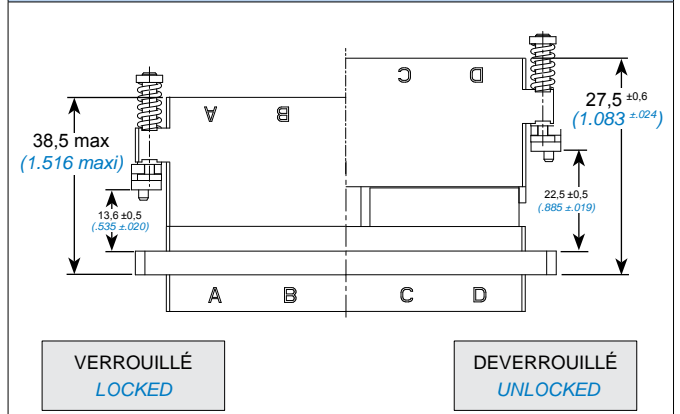 C D
A B
27,5 ±0,6
(1.083 ±.024)
38,5 max
(1.516 maxi)
13,6 ±0,5
(.535 ±.020)
22,5 ±0,5
(.885 ±.019)
A B C D
VERROUILLÉ
LOCKED
DEVERROUILLÉ
UNLOCKED